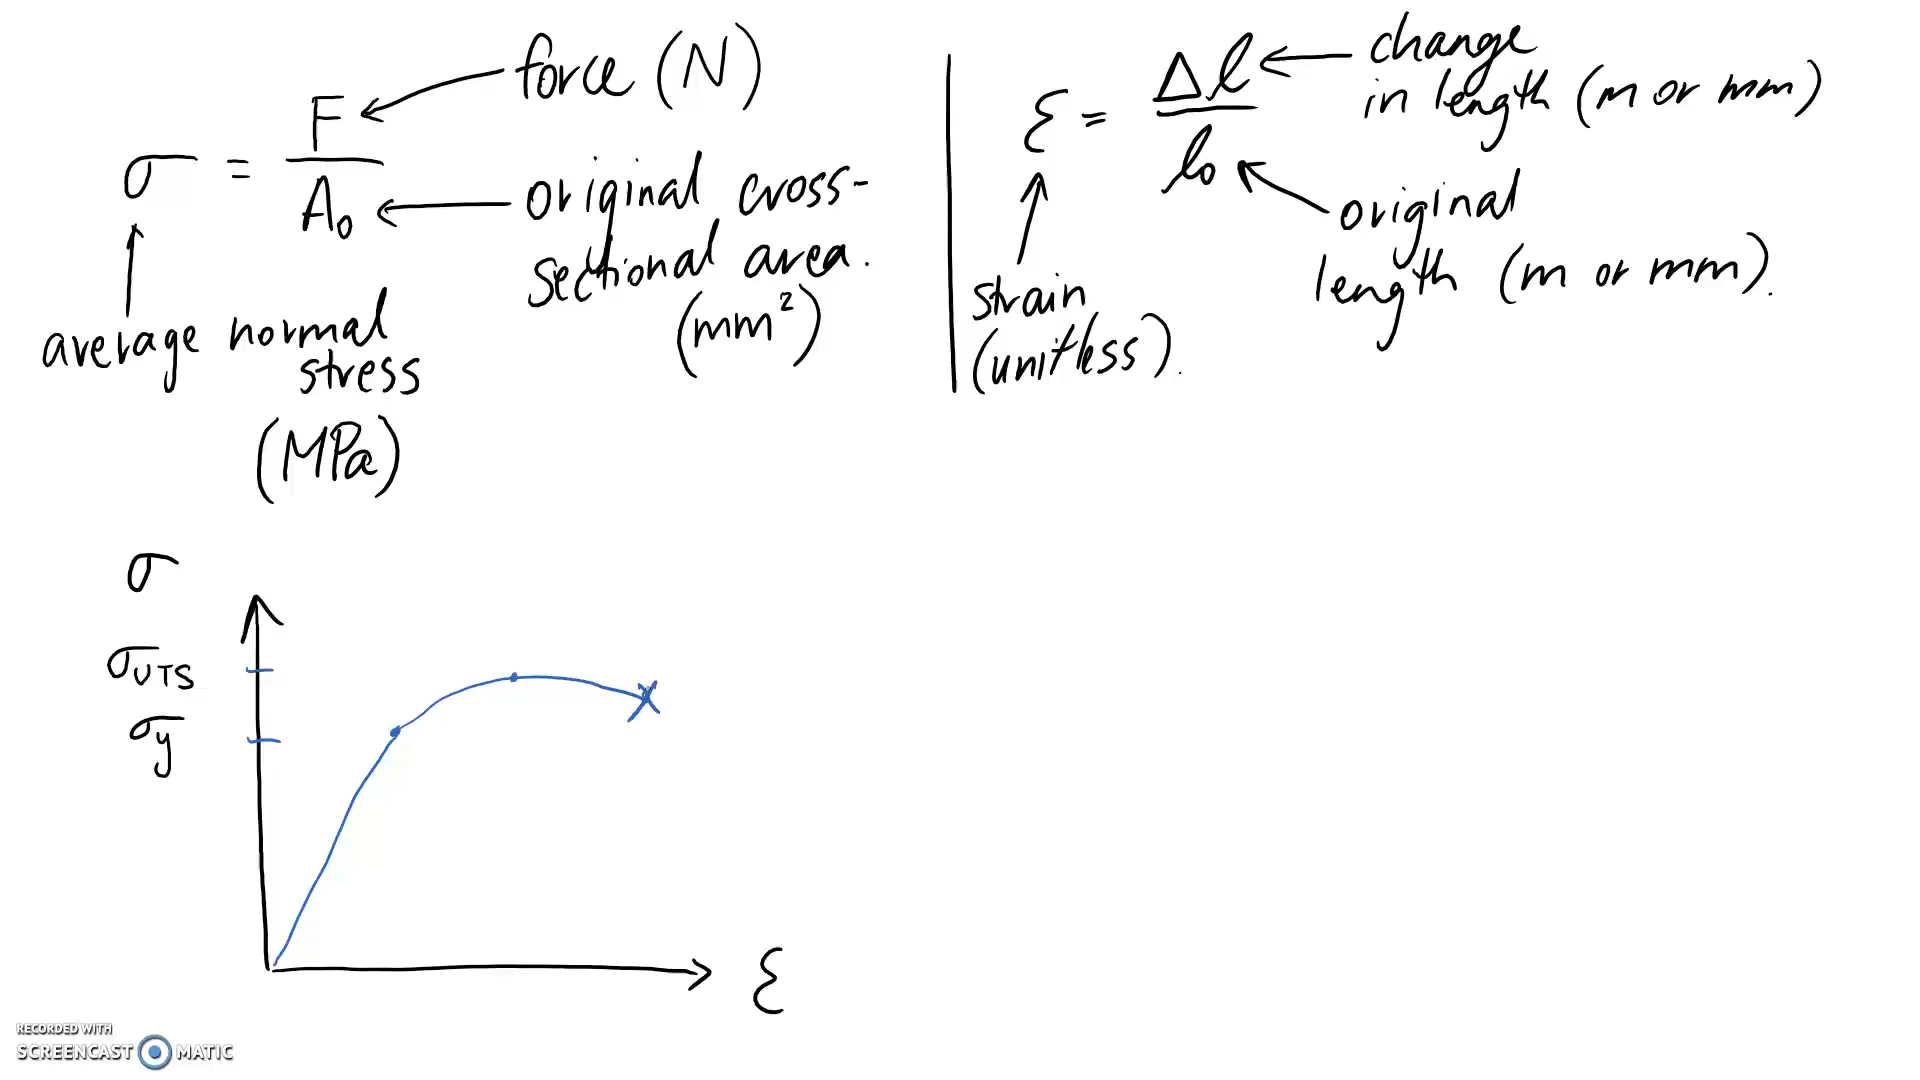 σ = F / A₀
force (N)
original cross-
sectional area.
(mm²)
average normal
stress
(MPa)
ε = Δl / l₀
change
in length (m or mm)
original
length (m or mm).
strain
(unitless).
σ
σUTS
σy
ε
RECORDED WITH
SCREENCAST MATIC